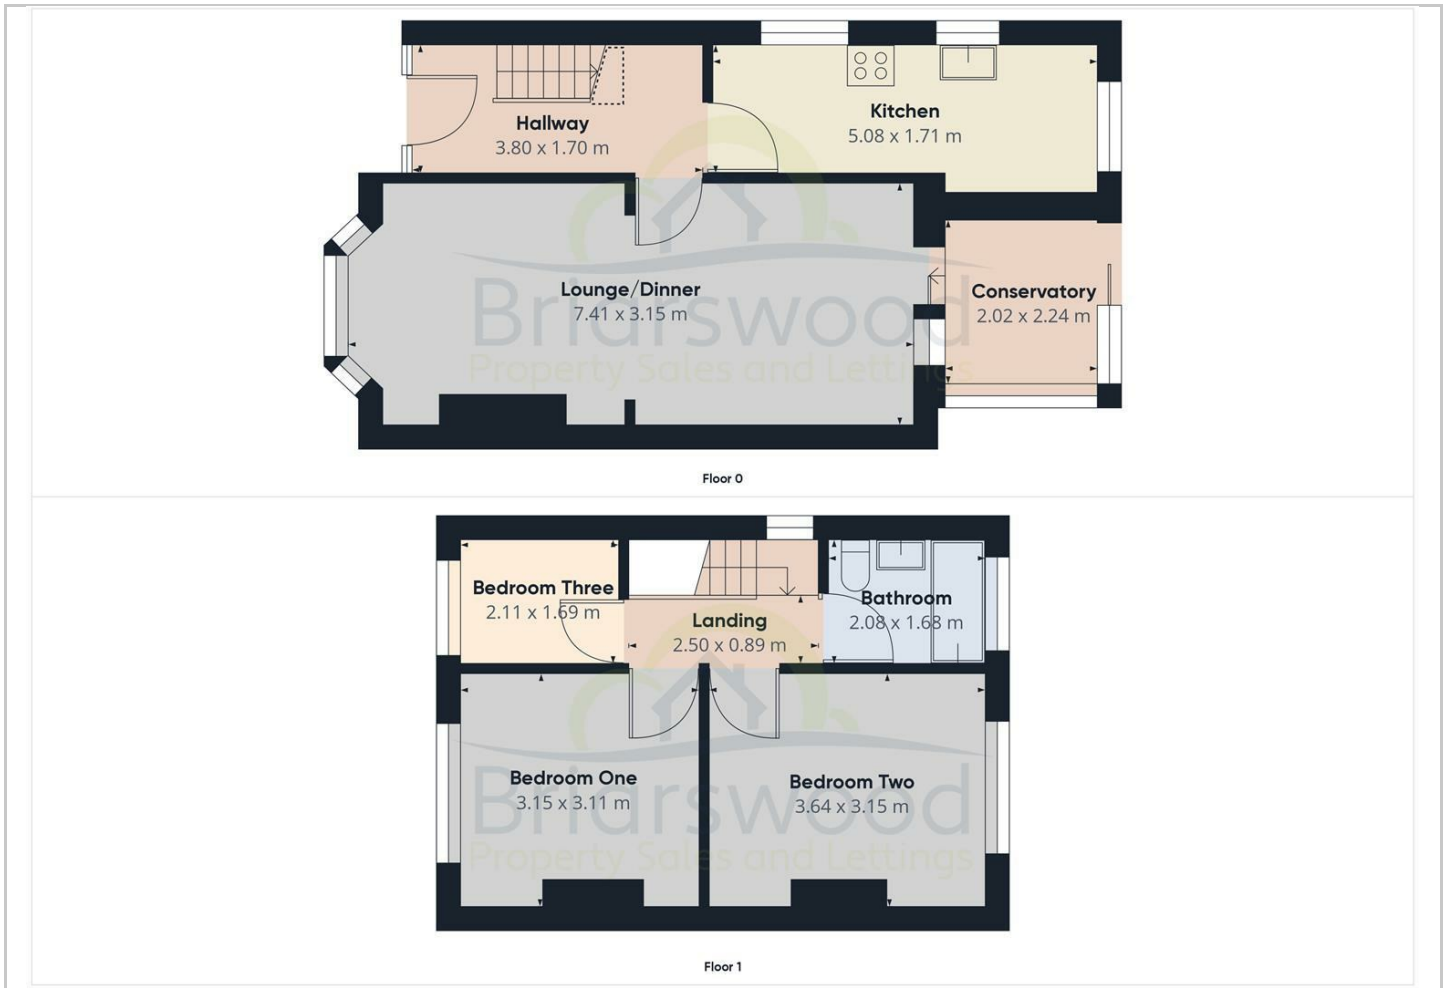 Hallway
3.80 x 1.70 m
Kitchen
5.08 x 1.71 m
Lounge/Dinner
7.41 x 3.15 m
Conservatory
2.02 x 2.24 m
Briarswood
Property Sales and Lettings
Floor 0
Bedroom Three
2.11 x 1.69 m
Landing
2.50 x 0.89 m
Bathroom
2.08 x 1.68 m
Bedroom One
3.15 x 3.11 m
Bedroom Two
3.64 x 3.15 m
Briarswood
Property Sales and Lettings
Floor 1